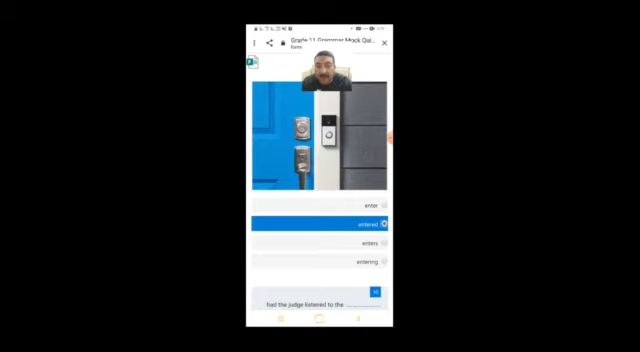 Grade 11 Grammar Mock Qui...
forms
enter
entered
enters
entering
had the judge listened to the ..................